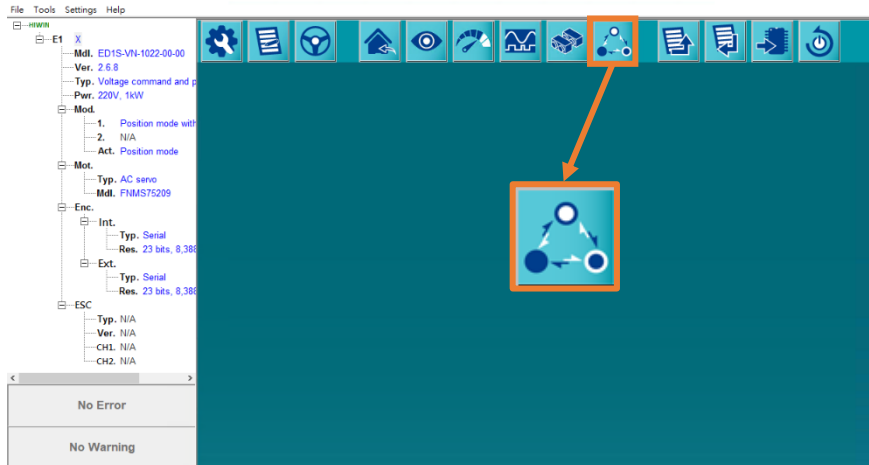 File Tools Settings Help
HIWIN
E1 X
Mdl. ED1S-VN-1022-00-00
Ver. 2.6.8
Typ. Voltage command and p
Pwr. 220V, 1kW
Mod.
1. Position mode with
2. N/A
Act. Position mode
Mot.
Typ. AC servo
Mdl. FNMS75209
Enc.
Int.
Typ. Serial
Res. 23 bits, 8,388
Ext.
Typ. Serial
Res. 23 bits, 8,388
ESC
Typ. N/A
Ver. N/A
CH1. N/A
CH2. N/A
No Error
No Warning